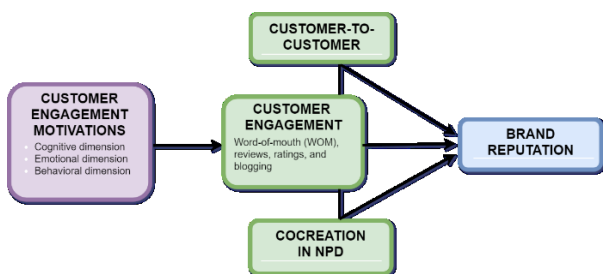 CUSTOMER-TO-
CUSTOMER
CUSTOMER
ENGAGEMENT
MOTIVATIONS
Cognitive dimension
Emotional dimension
Behavioral dimension
CUSTOMER
ENGAGEMENT
Word-of-mouth (WOM),
reviews, ratings, and
blogging
BRAND
REPUTATION
COCREATION
IN NPD